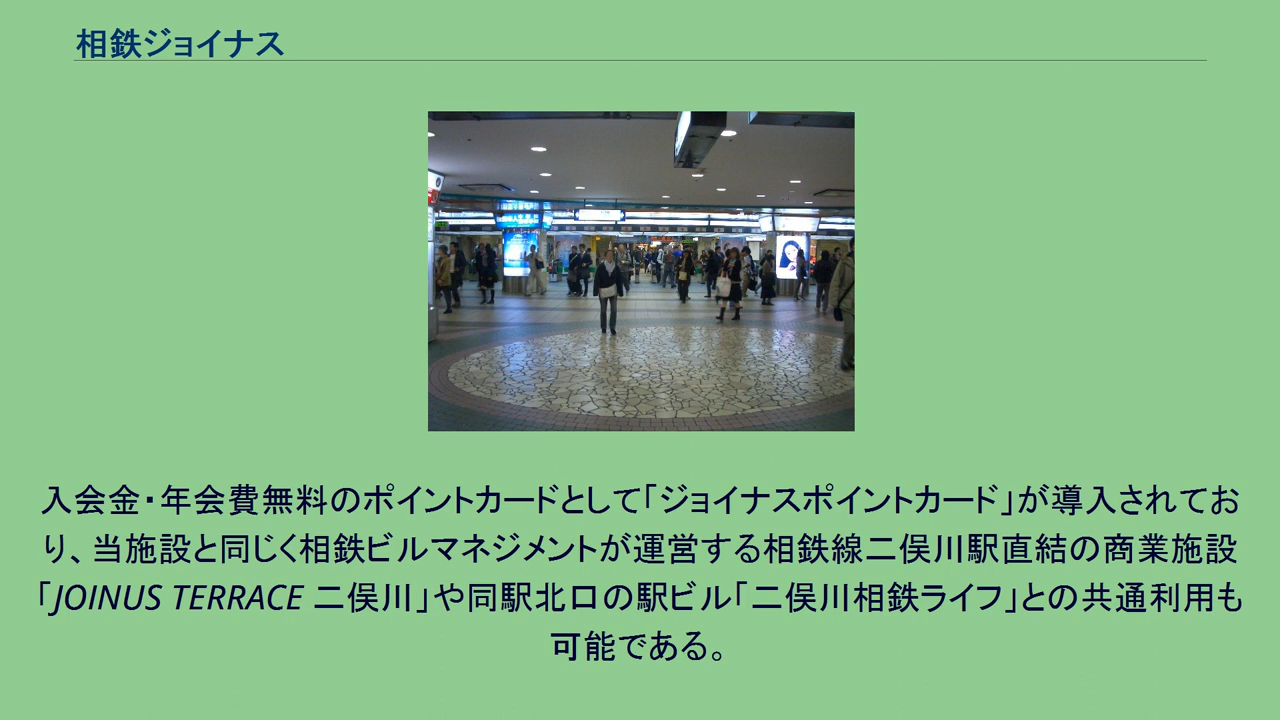 相鉄ジョイナス
入会金・年会費無料のポイントカードとして「ジョイナスポイントカード」が導入されてお
り、当施設と同じく相鉄ビルマネジメントが運営する相鉄線二俣川駅直結の商業施設
「JOINUS TERRACE 二俣川」や同駅北口の駅ビル「二俣川相鉄ライフ」との共通利用も
可能である。